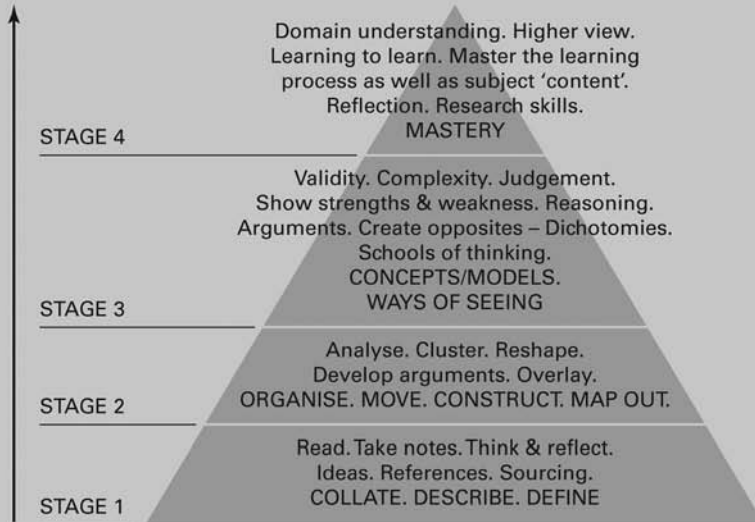 Domain understanding. Higher view.
Learning to learn. Master the learning
process as well as subject ‘content’.
Reflection. Research skills.
MASTERY
STAGE 4
Validity. Complexity. Judgement.
Show strengths & weakness. Reasoning.
Arguments. Create opposites – Dichotomies.
Schools of thinking.
CONCEPTS/MODELS.
WAYS OF SEEING
STAGE 3
Analyse. Cluster. Reshape.
Develop arguments. Overlay.
ORGANISE. MOVE. CONSTRUCT. MAP OUT.
STAGE 2
Read. Take notes. Think & reflect.
Ideas. References. Sourcing.
COLLATE. DESCRIBE. DEFINE
STAGE 1